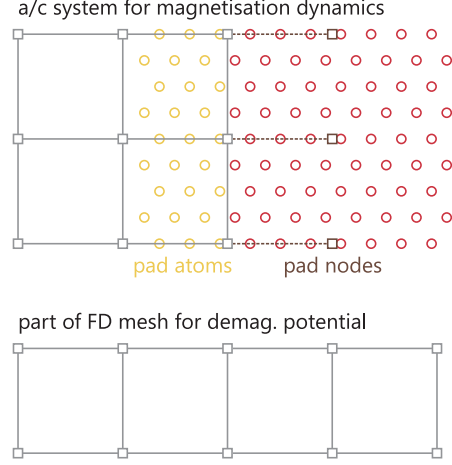 a/c system for magnetisation dynamics
pad atoms pad nodes
part of FD mesh for demag. potential